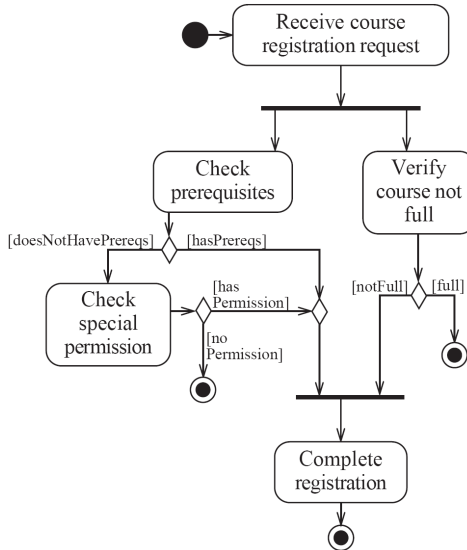 Receive course
registration request
Check
prerequisites
Verify
course not
full
[doesNotHavePrereqs]
[hasPrereqs]
[notFull]
[full]
Check
special
permission
[has
Permission]
[no
Permission]
Complete
registration